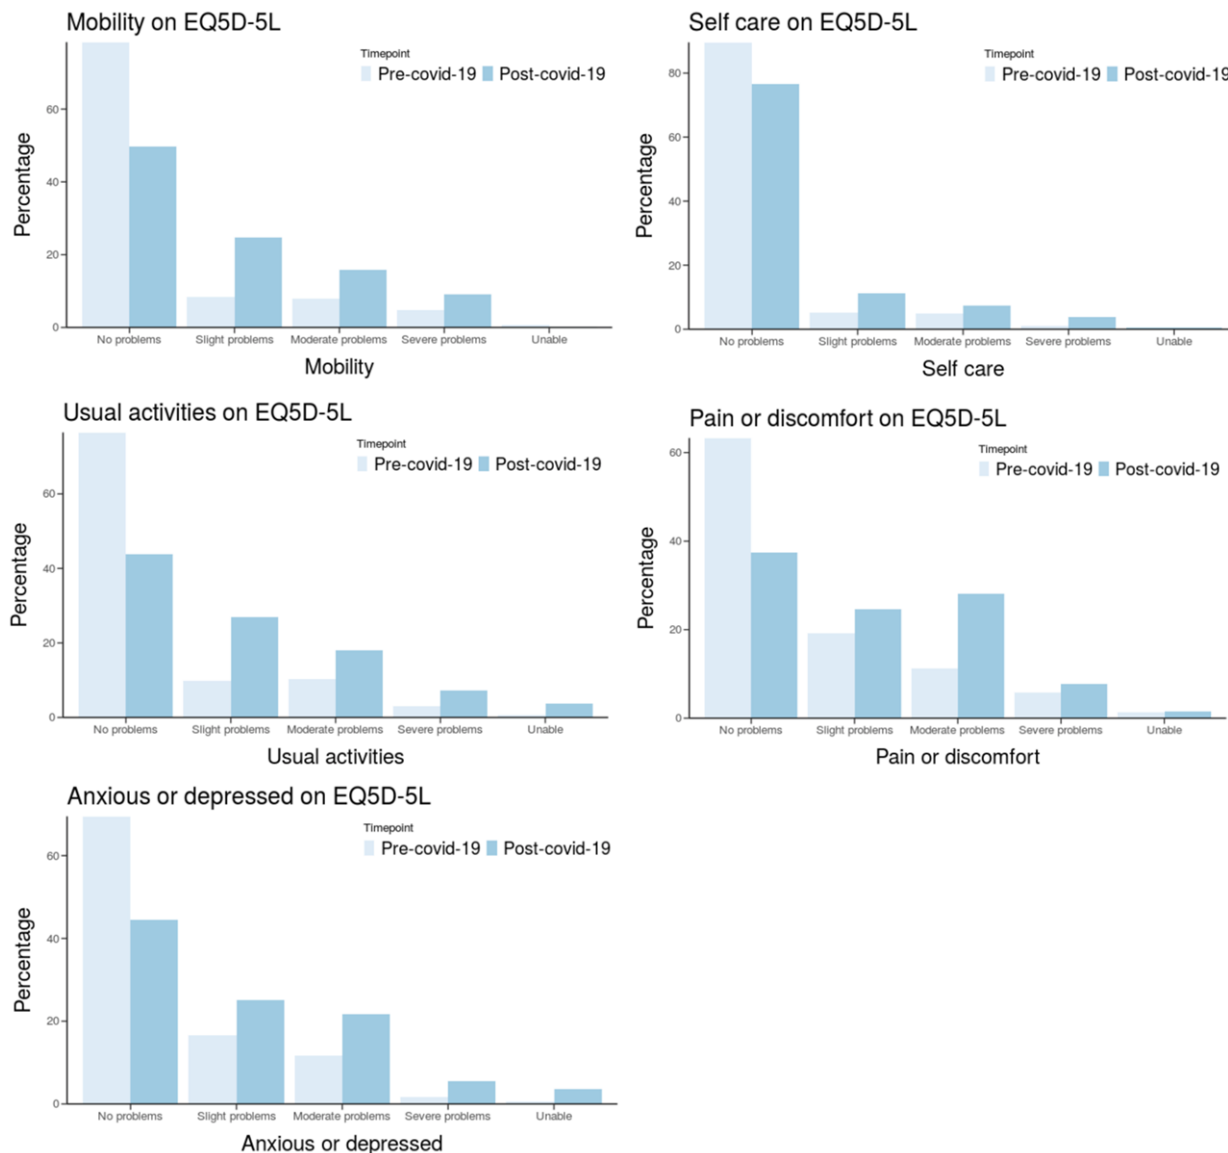 Mobility on EQ5D-5L
Timepoint
Pre-covid-19 Post-covid-19
Percentage
60
40
20
0
No problems Slight problems Moderate problems Severe problems Unable
Mobility
Self care on EQ5D-5L
Timepoint
Pre-covid-19 Post-covid-19
Percentage
80
60
40
20
0
No problems Slight problems Moderate problems Severe problems Unable
Self care
Usual activities on EQ5D-5L
Timepoint
Pre-covid-19 Post-covid-19
Percentage
60
40
20
0
No problems Slight problems Moderate problems Severe problems Unable
Usual activities
Pain or discomfort on EQ5D-5L
Timepoint
Pre-covid-19 Post-covid-19
Percentage
60
40
20
0
No problems Slight problems Moderate problems Severe problems Unable
Pain or discomfort
Anxious or depressed on EQ5D-5L
Timepoint
Pre-covid-19 Post-covid-19
Percentage
60
40
20
0
No problems Slight problems Moderate problems Severe problems Unable
Anxious or depressed